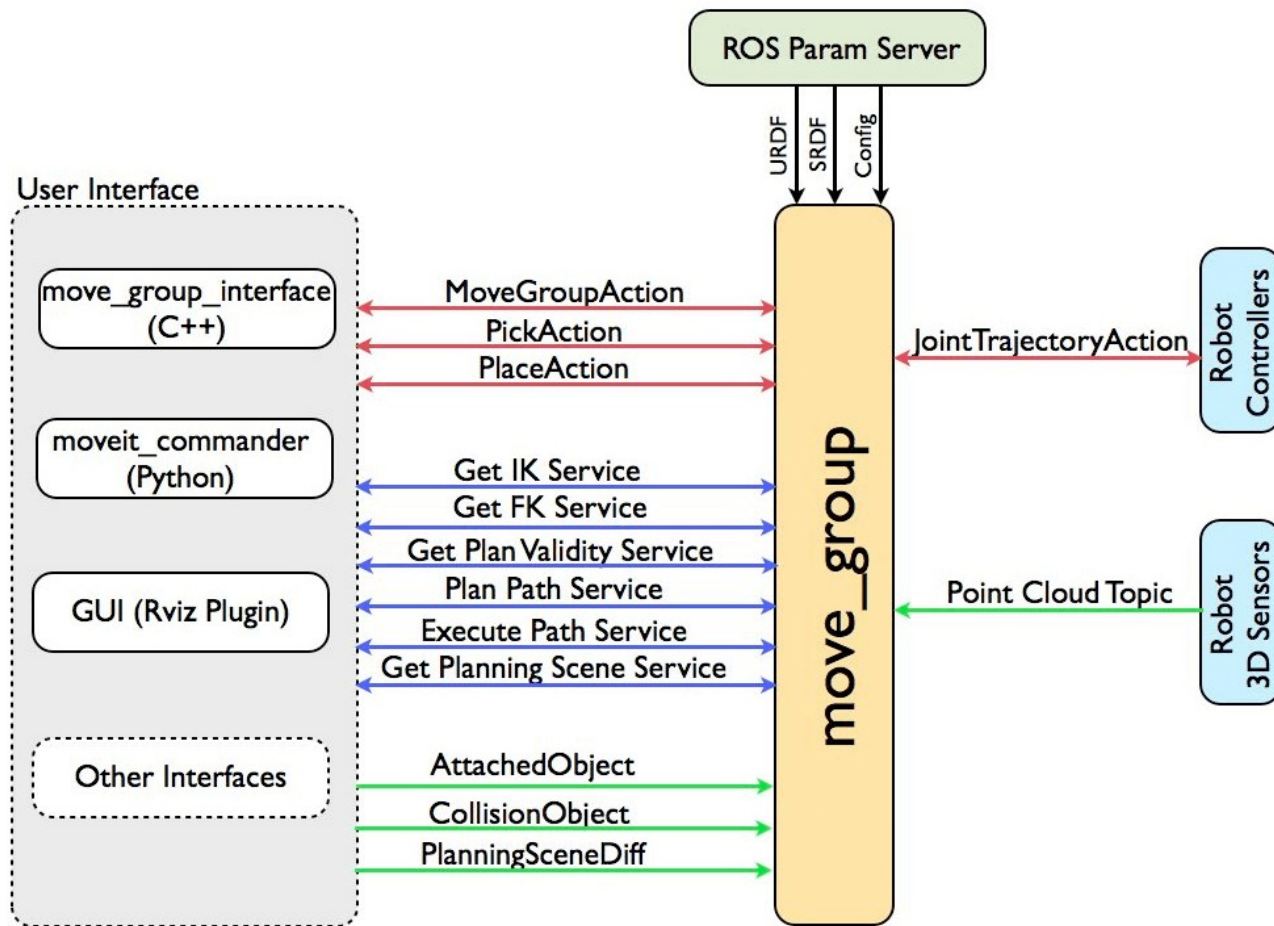 ROS Param Server
URDF
SRDF
Config
User Interface
move_group_interface
(C++)
moveit_commander
(Python)
GUI (Rviz Plugin)
Other Interfaces
MoveGroupAction
PickAction
PlaceAction
Get IK Service
Get FK Service
Get Plan Validity Service
Plan Path Service
Execute Path Service
Get Planning Scene Service
AttachedObject
CollisionObject
PlanningSceneDiff
move_group
JointTrajectoryAction
Point Cloud Topic
Robot
Controllers
Robot
3D Sensors